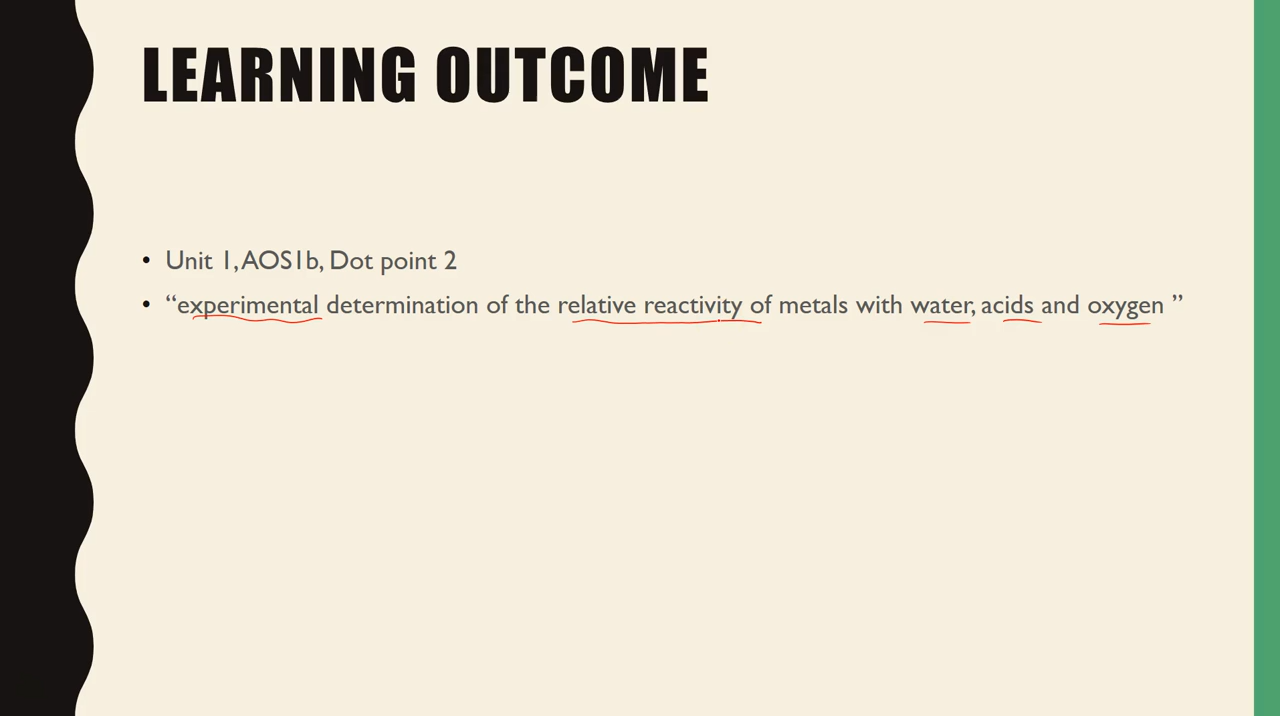 LEARNING OUTCOME
• Unit 1, AOS1b, Dot point 2
• “experimental determination of the relative reactivity of metals with water, acids and oxygen ”